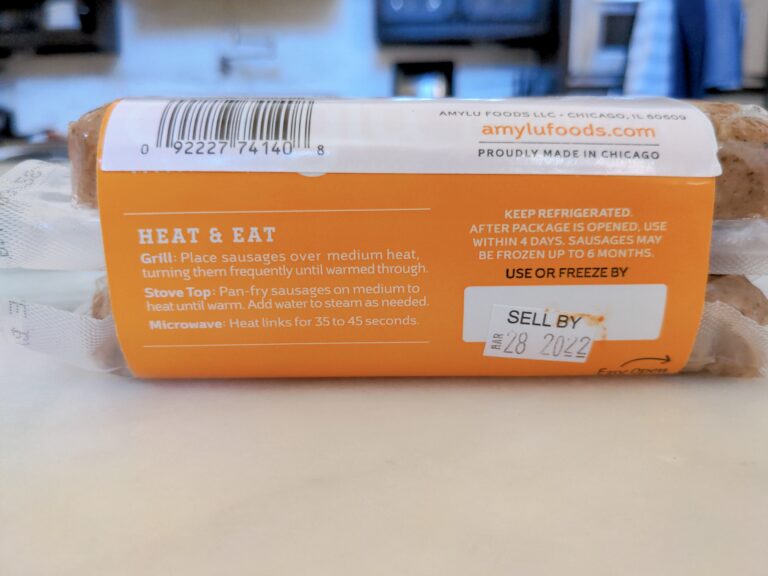 AMYLU FOODS LLC • CHICAGO, IL 60609
amylufoods.com
PROUDLY MADE IN CHICAGO
0 92227 74140 8
HEAT & EAT
Grill: Place sausages over medium heat,
turning them frequently until warmed through.
Stove Top: Pan-fry sausages on medium to
heat until warm. Add water to steam as needed.
Microwave: Heat links for 35 to 45 seconds.
KEEP REFRIGERATED.
AFTER PACKAGE IS OPENED, USE
WITHIN 4 DAYS. SAUSAGES MAY
BE FROZEN UP TO 6 MONTHS.
USE OR FREEZE BY
SELL BY
MAR 28 2022
Easy Open